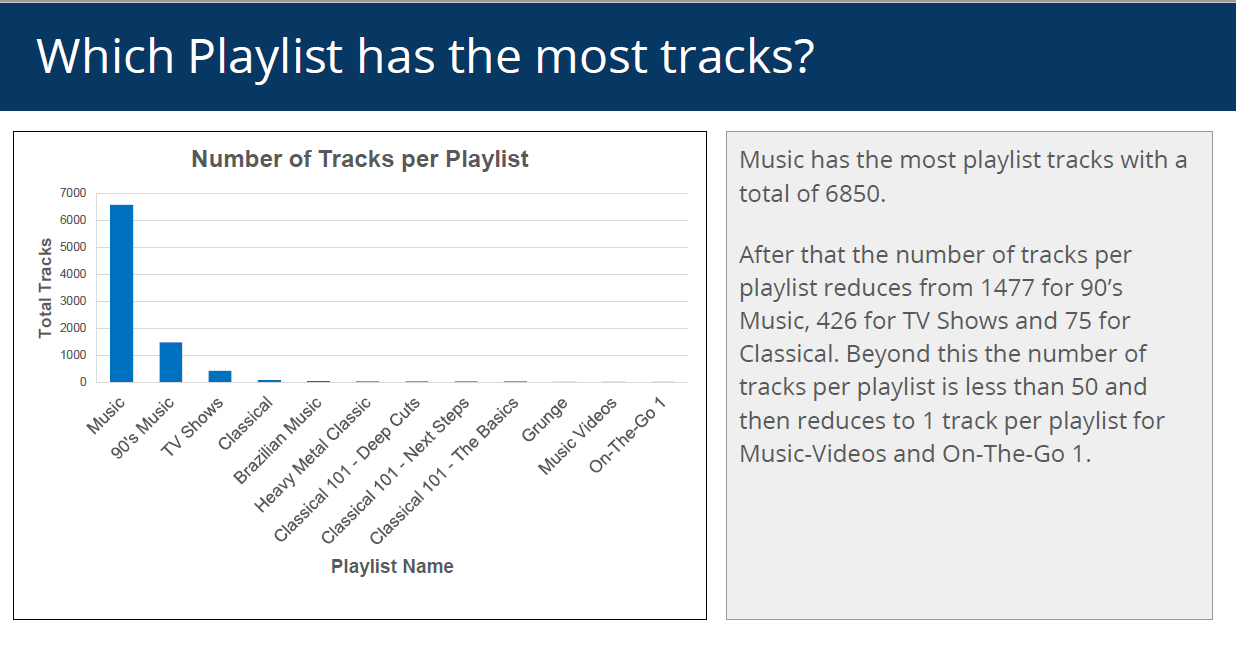 Which Playlist has the most tracks?
Number of Tracks per Playlist
7000
6000
5000
4000
3000
2000
1000
0
Total Tracks
Music
90's Music
TV Shows
Classical
Brazilian Music
Heavy Metal Classic
Classical 101 - Deep Cuts
Classical 101 - Next Steps
Classical 101 - The Basics
Grunge
Music Videos
On-The-Go 1
Playlist Name
Music has the most playlist tracks with a
total of 6850.
After that the number of tracks per
playlist reduces from 1477 for 90’s
Music, 426 for TV Shows and 75 for
Classical. Beyond this the number of
tracks per playlist is less than 50 and
then reduces to 1 track per playlist for
Music-Videos and On-The-Go 1.